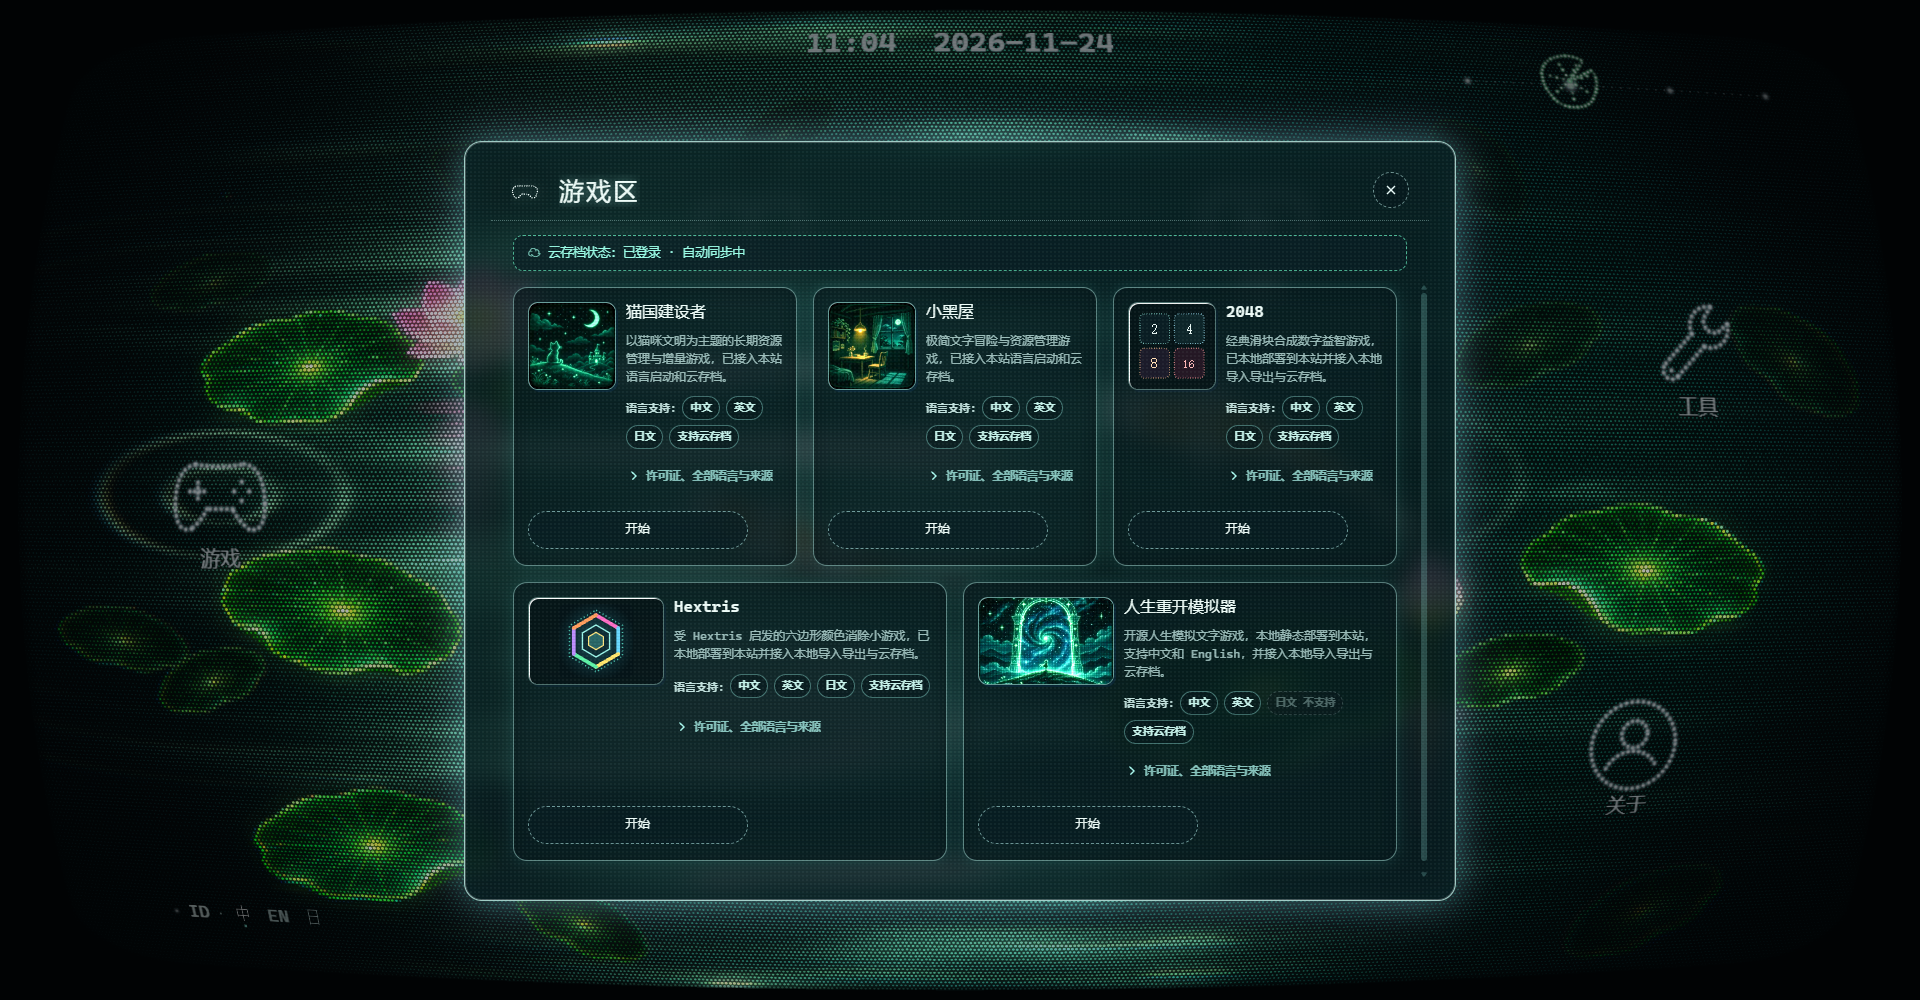 11:04 2026-11-24
游戏区
×
云存档状态: 已登录 · 自动同步中
猫国建设者
以猫咪文明为主题的长期资源
管理与增量游戏, 已接入本站
语言启动和云存档。
语言支持: 中文 英文
日文 支持云存档
许可证、全部语言与来源
开始
小黑屋
极简文字冒险与资源管理游
戏, 已接入本站语言启动和云
存档。
语言支持: 中文 英文
日文 支持云存档
许可证、全部语言与来源
开始
2 4
8 16
2048
经典滑块合成数字益智游戏,
已本地部署到本站并接入本地
导入导出与云存档。
语言支持: 中文 英文
日文 支持云存档
许可证、全部语言与来源
开始
Hextris
受 Hextris 启发的六边形颜色消除小游戏, 已
本地部署到本站并接入本地导入导出与云存档。
语言支持: 中文 英文 日文 支持云存档
许可证、全部语言与来源
开始
人生重开模拟器
开源人生模拟文字游戏, 本地静态部署到本站,
支持中文和 English, 并接入本地导入导出与
云存档。
语言支持: 中文 英文 日文 不支持
支持云存档
许可证、全部语言与来源
开始
游戏
工具
关于
ID · 中 EN 日